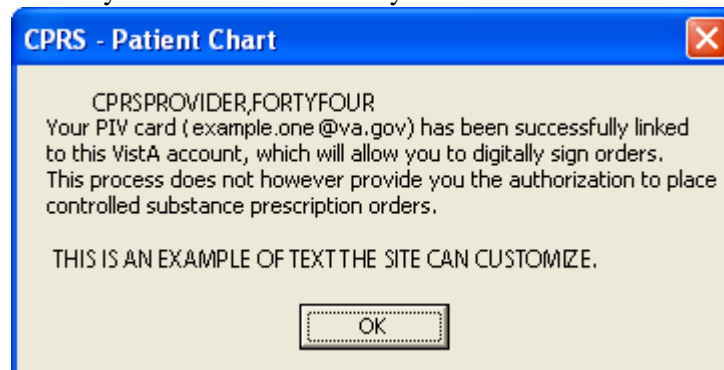 CPRS - Patient Chart
CPRSPROVIDER,FORTYFOUR
Your PIV card (example.one@va.gov) has been successfully linked
to this VistA account, which will allow you to digitally sign orders.
This process does not however provide you the authorization to place
controlled substance prescription orders.
THIS IS AN EXAMPLE OF TEXT THE SITE CAN CUSTOMIZE.
OK